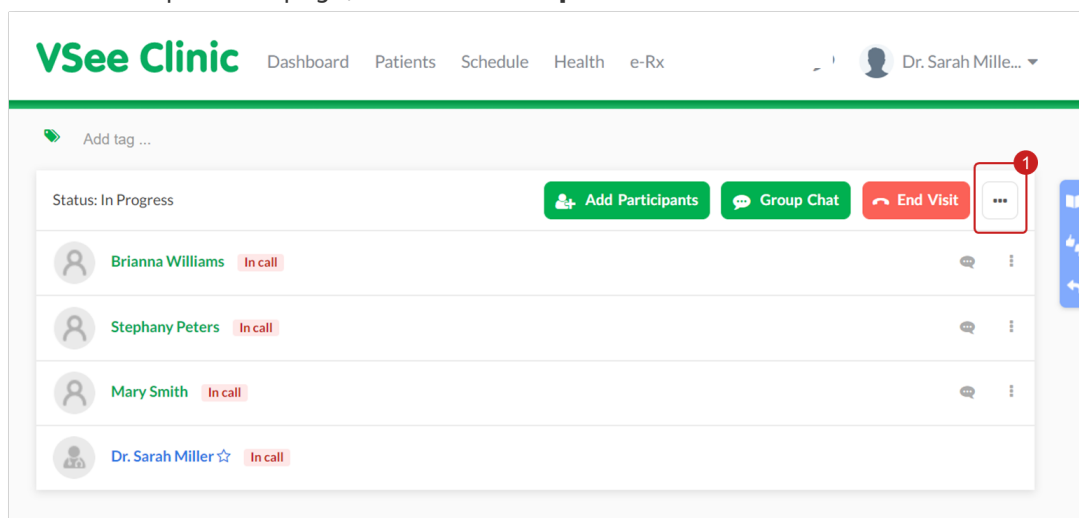 VSee Clinic Dashboard Patients Schedule Health e-Rx Dr. Sarah Mille...
Add tag ...
1
Status: In Progress Add Participants Group Chat End Visit ...
Brianna Williams In call
Stephany Peters In call
Mary Smith In call
Dr. Sarah Miller In call